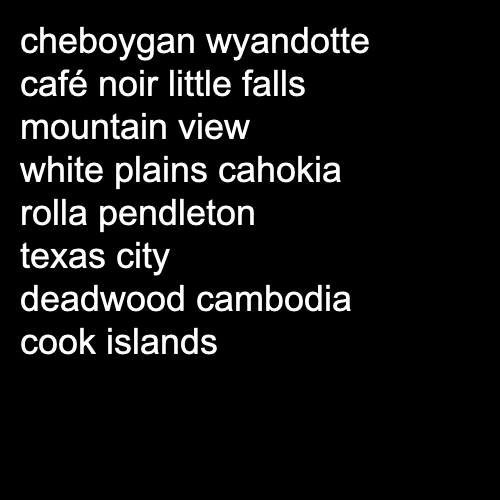 cheboygan wyandotte
café noir little falls
mountain view
white plains cahokia
rolla pendleton
texas city
deadwood cambodia
cook islands